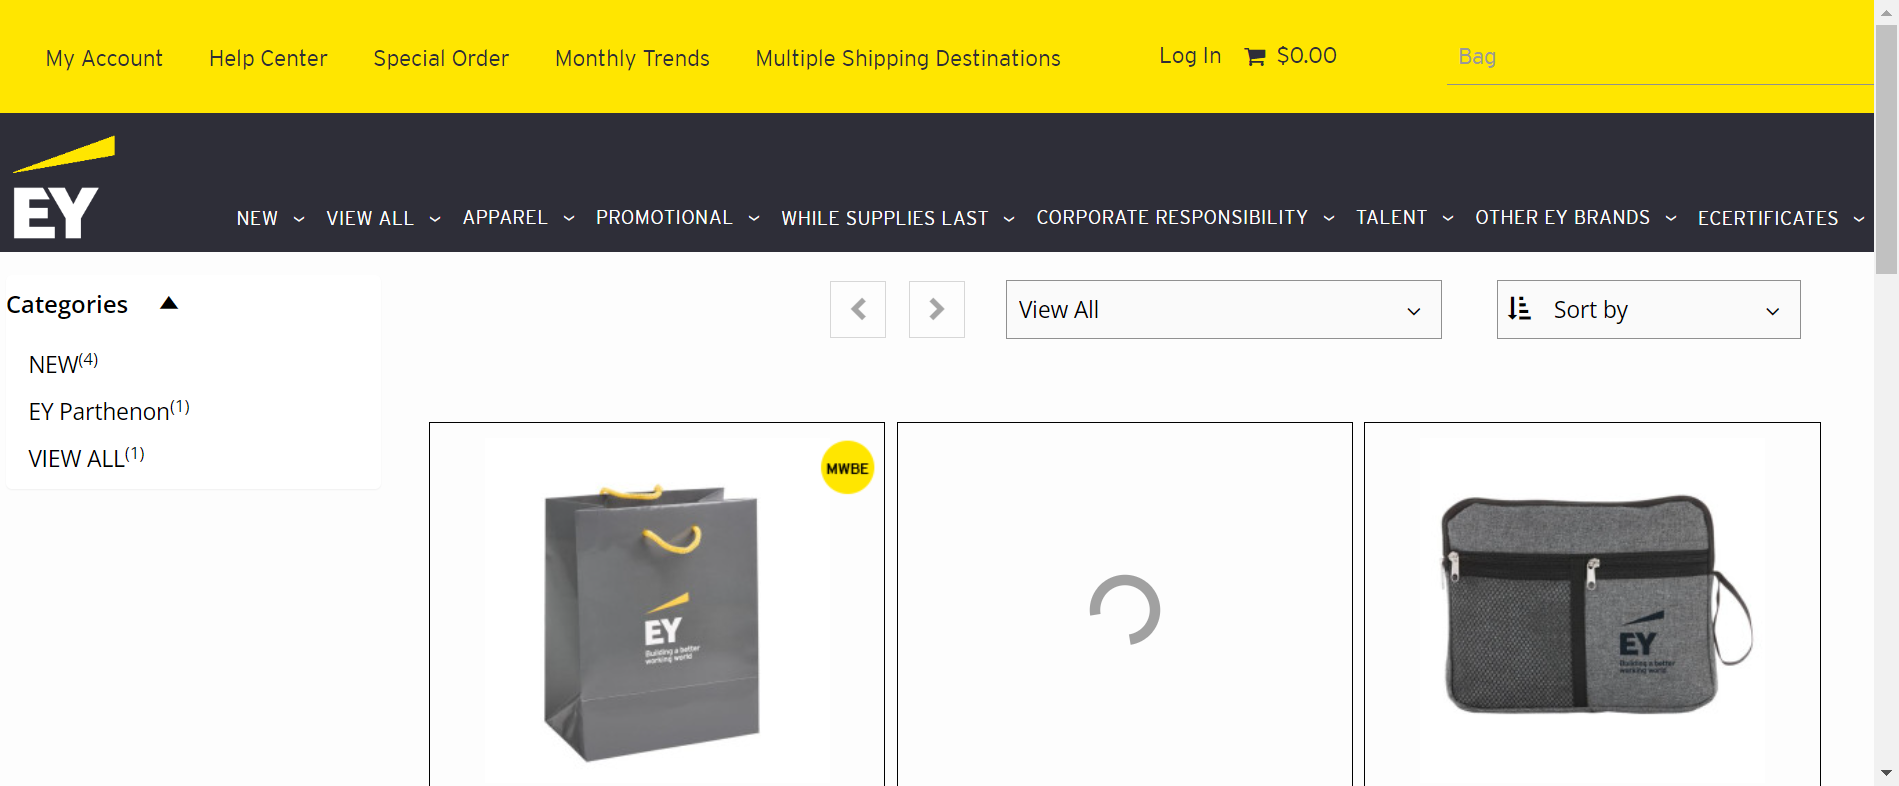 My Account Help Center Special Order Monthly Trends Multiple Shipping Destinations Log In $0.00 Bag
EY
NEW VIEW ALL APPAREL PROMOTIONAL WHILE SUPPLIES LAST CORPORATE RESPONSIBILITY TALENT OTHER EY BRANDS ECERTIFICATES
Categories
NEW(4)
EY Parthenon(1)
VIEW ALL(1)
View All
Sort by
MWBE
EY
Building a better
working world
EY
Building a better
working world